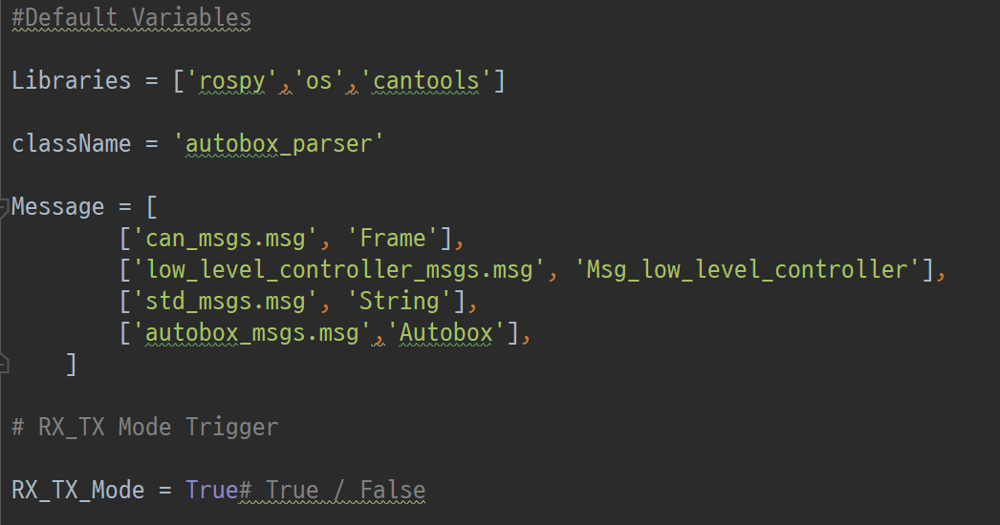 #Default Variables
Libraries = ['rospy','os','cantools']
className = 'autobox_parser'
Message = [
['can_msgs.msg', 'Frame'],
['low_level_controller_msgs.msg', 'Msg_low_level_controller'],
['std_msgs.msg', 'String'],
['autobox_msgs.msg','Autobox'],
]
# RX_TX Mode Trigger
RX_TX_Mode = True# True / False